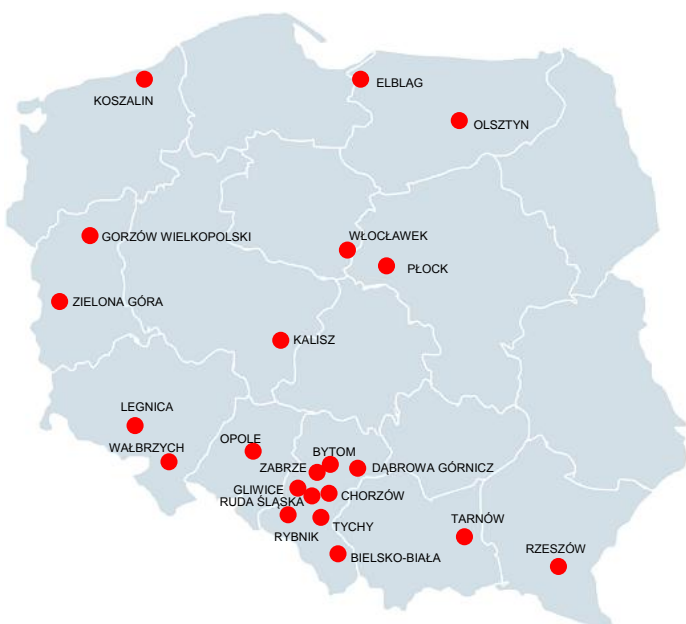 ELBLĄG
KOSZALIN
OLSZTYN
GORZÓW WIELKOPOLSKI
WŁOCŁAWEK
PŁOCK
ZIELONA GÓRA
KALISZ
LEGNICA
OPOLE
WAŁBRZYCH
BYTOM
ZABRZE
DĄBROWA GÓRNICZ
GLIWICE
CHORZÓW
RUDA ŚLĄSKA
TARNÓW
TYCHY
RYBNIK
RZESZÓW
BIELSKO-BIAŁA